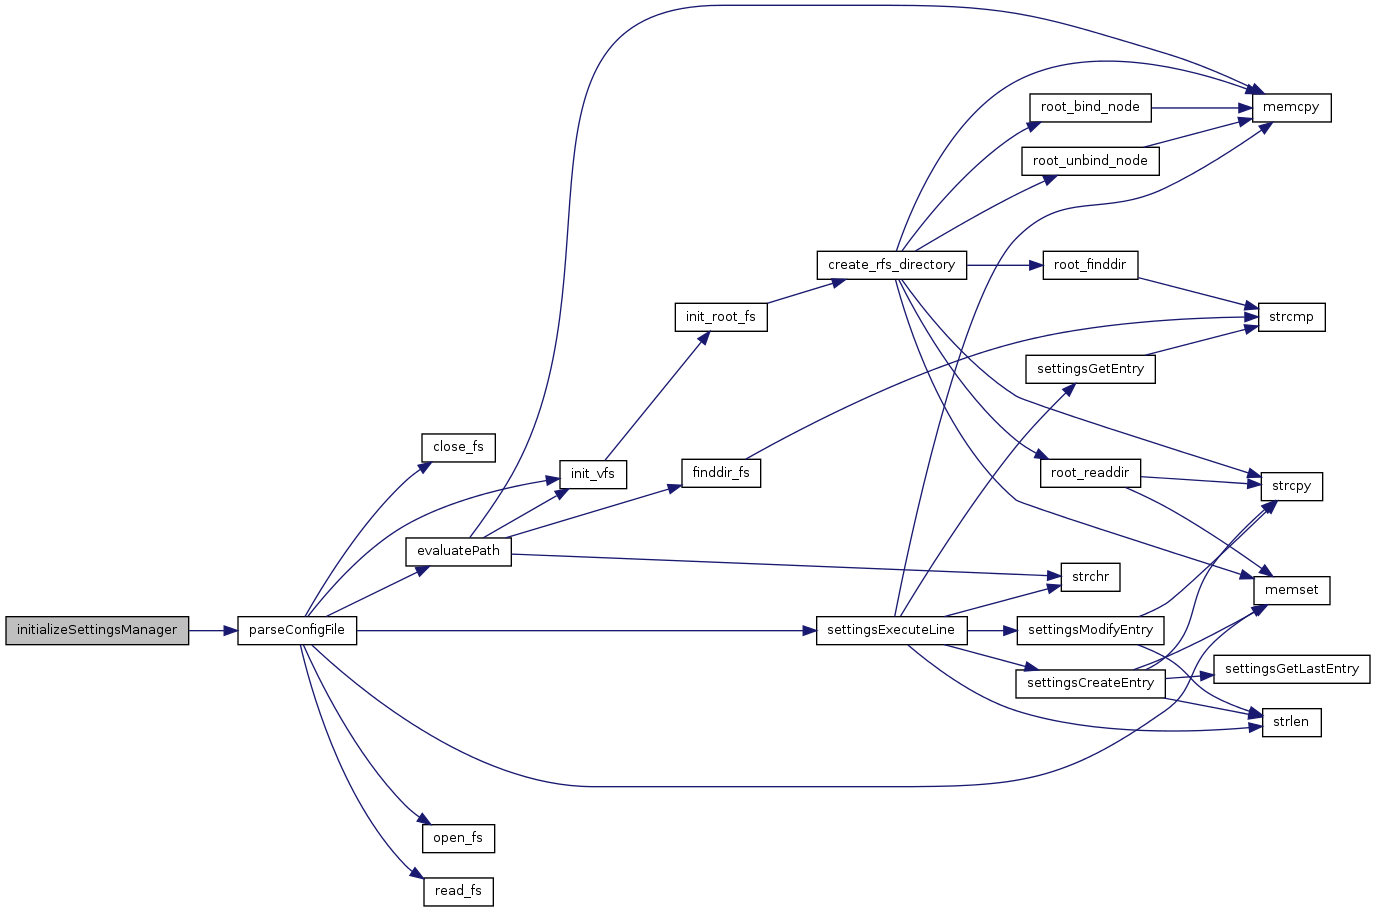 memcpy
root_bind_node
root_unbind_node
create_rfs_directory
root_finddir
init_root_fs
strcmp
settingsGetEntry
close_fs
init_vfs
finddir_fs
root_readdir
strcpy
evaluatePath
strchr
memset
initializeSettingsManager
parseConfigFile
settingsExecuteLine
settingsModifyEntry
settingsGetLastEntry
settingsCreateEntry
strlen
open_fs
read_fs